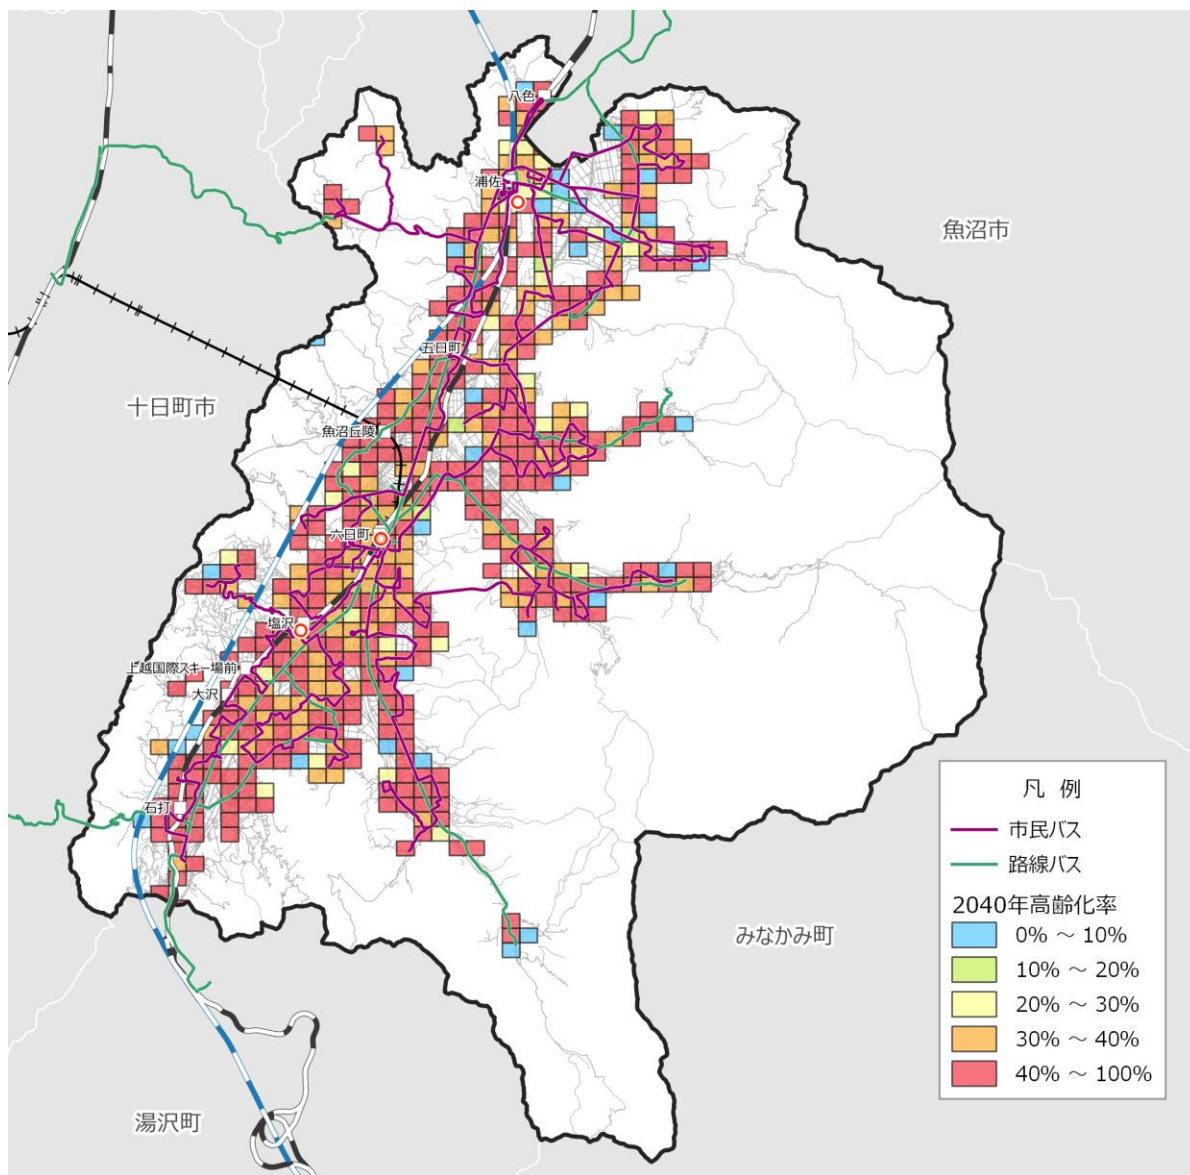 八色
浦佐
魚沼市
五日町
十日町市
魚沼丘陵
六日町
塩沢
上越国際スキー場前
大沢
石打
凡 例
市民バス
路線バス
2040年高齢化率
0% ～ 10%
10% ～ 20%
20% ～ 30%
30% ～ 40%
40% ～ 100%
みなかみ町
湯沢町